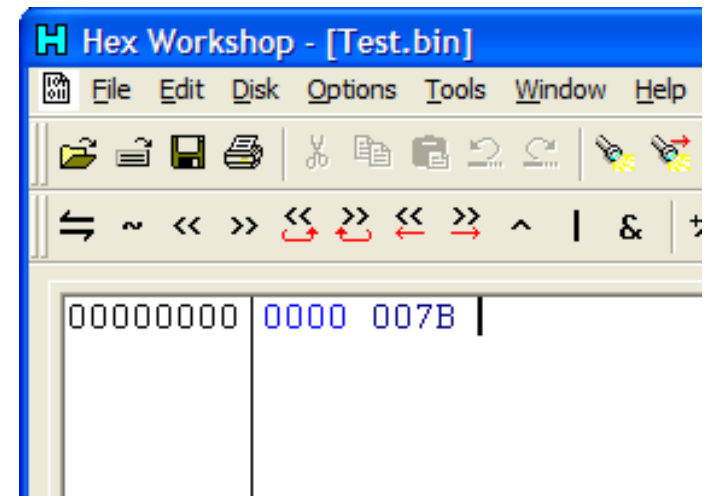 Hex Workshop - [Test.bin]
File Edit Disk Options Tools Window Help
~ << >> << >> << >> ^ | &
00000000 0000 007B